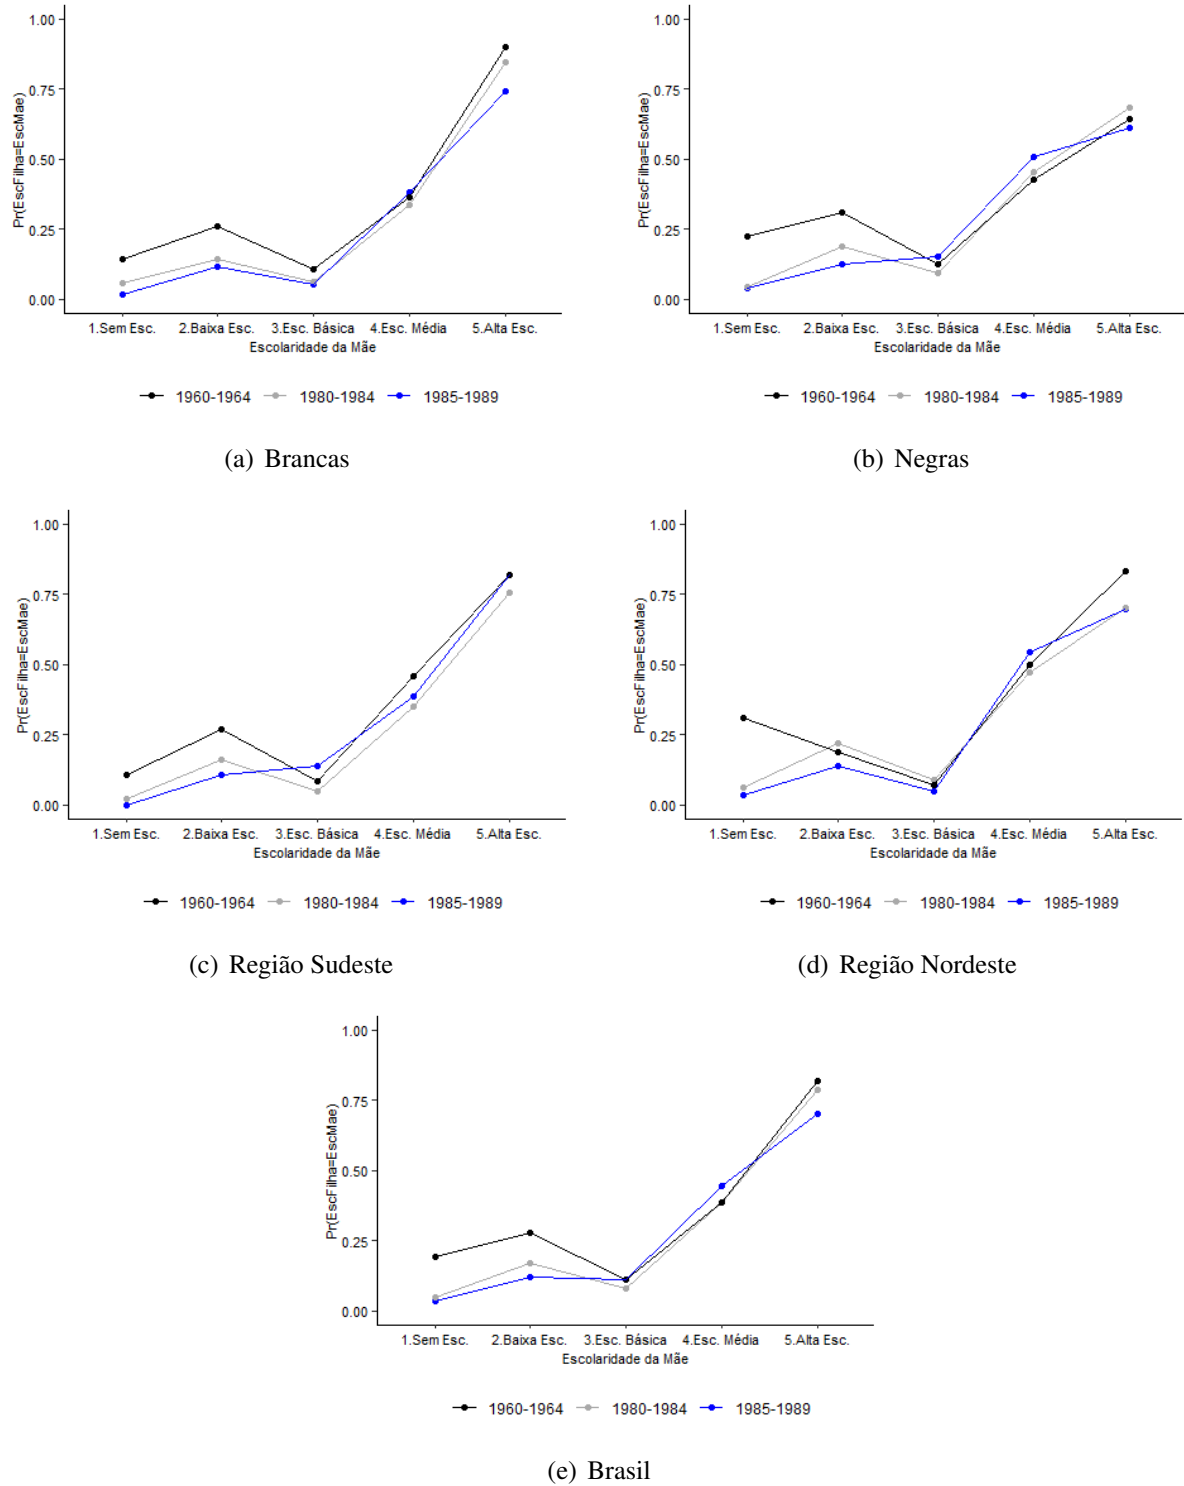 1.00
0.75
0.50
0.25
0.00
Pr(EscFilha=EscMae)
1.Sem Esc. 2.Baixa Esc. 3.Esc. Básica 4.Esc. Média 5.Alta Esc.
Escolaridade da Mãe
1960-1964 1980-1984 1985-1989
(a) Brancas
1.00
0.75
0.50
0.25
0.00
Pr(EscFilha=EscMae)
1.Sem Esc. 2.Baixa Esc. 3.Esc. Básica 4.Esc. Média 5.Alta Esc.
Escolaridade da Mãe
1960-1964 1980-1984 1985-1989
(b) Negras
1.00
0.75
0.50
0.25
0.00
Pr(EscFilha=EscMae)
1.Sem Esc. 2.Baixa Esc. 3.Esc. Básica 4.Esc. Média 5.Alta Esc.
Escolaridade da Mãe
1960-1964 1980-1984 1985-1989
(c) Região Sudeste
1.00
0.75
0.50
0.25
0.00
Pr(EscFilha=EscMae)
1.Sem Esc. 2.Baixa Esc. 3.Esc. Básica 4.Esc. Média 5.Alta Esc.
Escolaridade da Mãe
1960-1964 1980-1984 1985-1989
(d) Região Nordeste
1.00
0.75
0.50
0.25
0.00
Pr(EscFilha=EscMae)
1.Sem Esc. 2.Baixa Esc. 3.Esc. Básica 4.Esc. Média 5.Alta Esc.
Escolaridade da Mãe
1960-1964 1980-1984 1985-1989
(e) Brasil